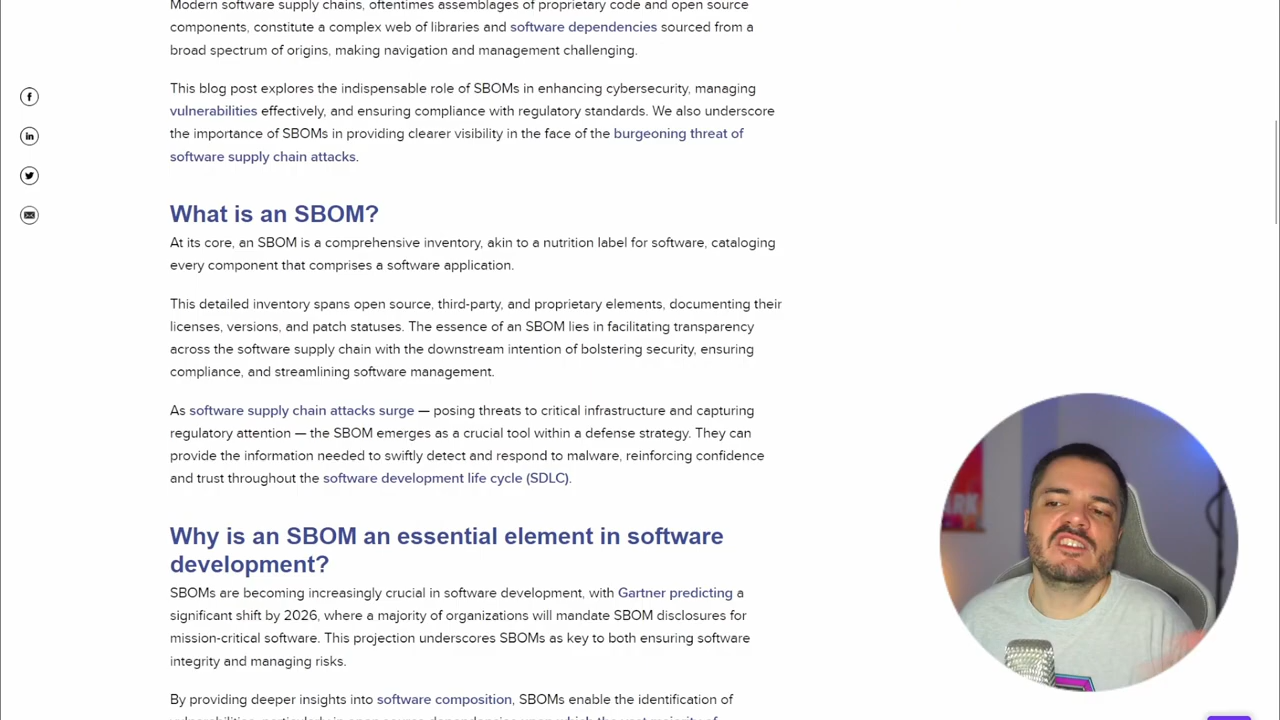 Modern software supply chains, oftentimes assemblages of proprietary code and open source
components, constitute a complex web of libraries and software dependencies sourced from a
broad spectrum of origins, making navigation and management challenging.
This blog post explores the indispensable role of SBOMs in enhancing cybersecurity, managing
vulnerabilities effectively, and ensuring compliance with regulatory standards. We also underscore
the importance of SBOMs in providing clearer visibility in the face of the burgeoning threat of
software supply chain attacks.
What is an SBOM?
At its core, an SBOM is a comprehensive inventory, akin to a nutrition label for software, cataloging
every component that comprises a software application.
This detailed inventory spans open source, third-party, and proprietary elements, documenting their
licenses, versions, and patch statuses. The essence of an SBOM lies in facilitating transparency
across the software supply chain with the downstream intention of bolstering security, ensuring
compliance, and streamlining software management.
As software supply chain attacks surge — posing threats to critical infrastructure and capturing
regulatory attention — the SBOM emerges as a crucial tool within a defense strategy. They can
provide the information needed to swiftly detect and respond to malware, reinforcing confidence
and trust throughout the software development life cycle (SDLC).
Why is an SBOM an essential element in software
development?
SBOMs are becoming increasingly crucial in software development, with Gartner predicting a
significant shift by 2026, where a majority of organizations will mandate SBOM disclosures for
mission-critical software. This projection underscores SBOMs as key to both ensuring software
integrity and managing risks.
By providing deeper insights into software composition, SBOMs enable the identification of